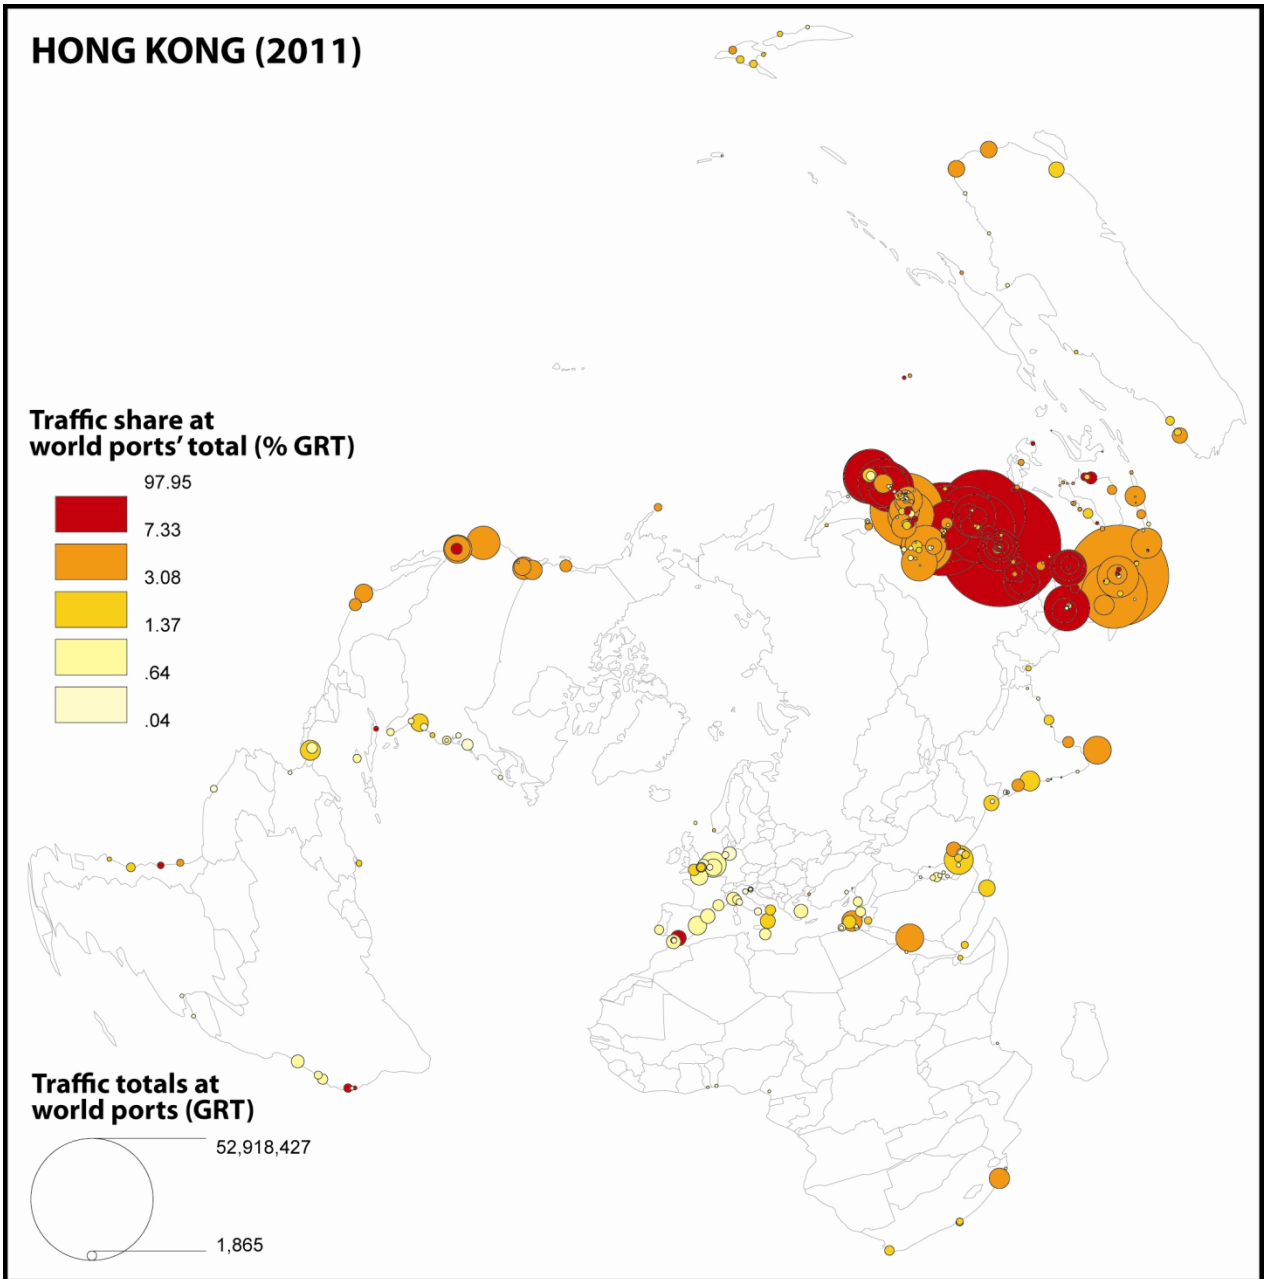 HONG KONG (2011)
Traffic share at
world ports' total (% GRT)
97.95
7.33
3.08
1.37
.64
.04
Traffic totals at
world ports (GRT)
52,918,427
1,865